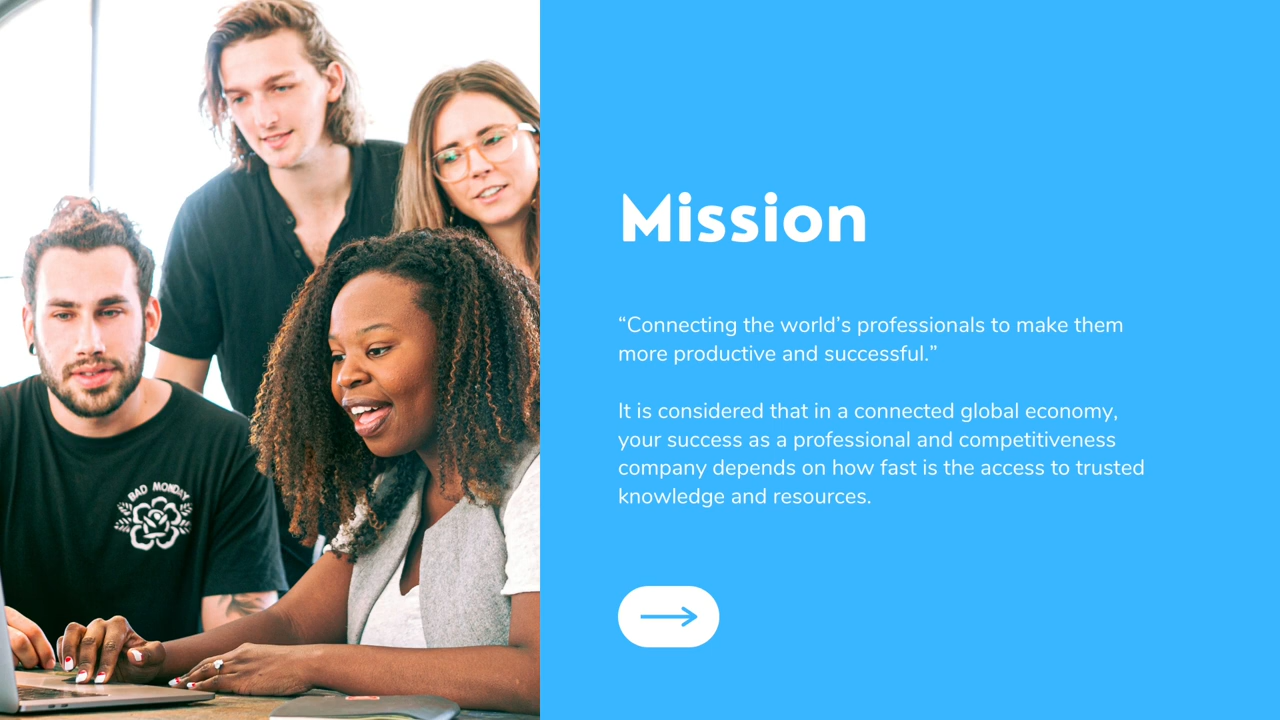 Mission
“Connecting the world’s professionals to make them
more productive and successful.”
It is considered that in a connected global economy,
your success as a professional and competitiveness
company depends on how fast is the access to trusted
knowledge and resources.
BAD MONDAY